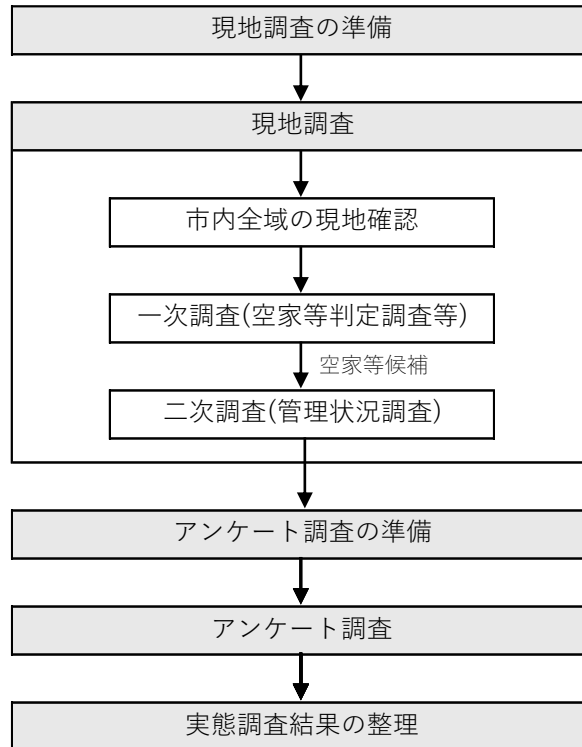 現地調査の準備
現地調査
市内全域の現地確認
一次調査(空家等判定調査等)
空家等候補
二次調査(管理状況調査)
アンケート調査の準備
アンケート調査
実態調査結果の整理